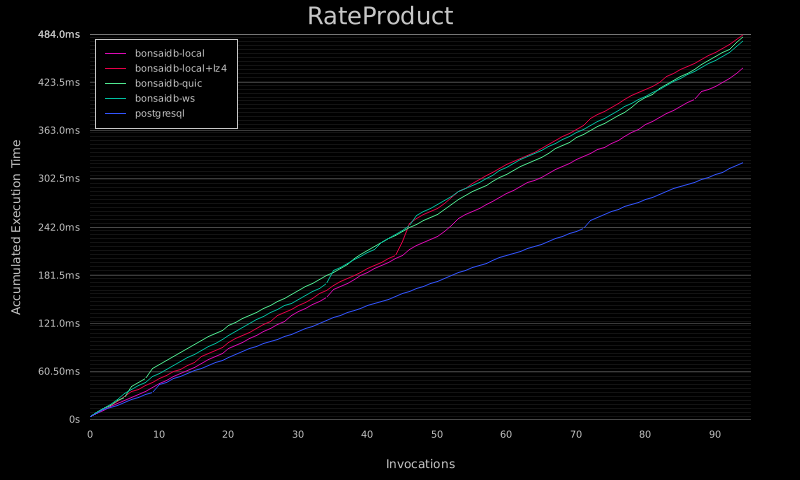 RateProduct
484.0ms
423.5ms
363.0ms
302.5ms
242.0ms
181.5ms
121.0ms
60.50ms
0s
bonsaidb-local
bonsaidb-local+lz4
bonsaidb-quic
bonsaidb-ws
postgresql
Accumulated Execution Time
0 10 20 30 40 50 60 70 80 90
Invocations